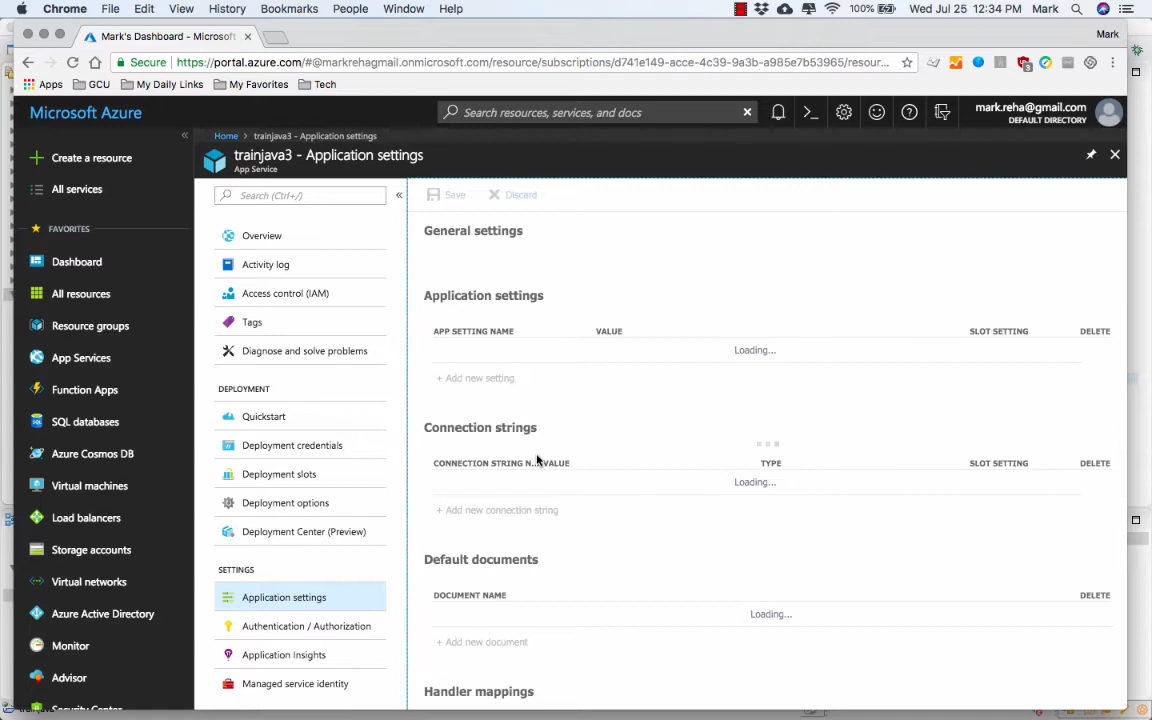 Chrome File Edit View History Bookmarks People Window Help 100% Wed Jul 25 12:34 PM Mark
Mark's Dashboard - Microsoft
Mark
Secure https://portal.azure.com/#@markrehagmail.onmicrosoft.com/resource/subscriptions/d741e149-acce-4c39-9a3b-a985e7b53965/resour...
Apps GCU My Daily Links My Favorites Tech
Microsoft Azure
Search resources, services, and docs
mark.reha@gmail.com
DEFAULT DIRECTORY
Create a resource
All services
FAVORITES
Dashboard
All resources
Resource groups
App Services
Function Apps
SQL databases
Azure Cosmos DB
Virtual machines
Load balancers
Storage accounts
Virtual networks
Azure Active Directory
Monitor
Advisor
Security Center
Home > trainjava3 - Application settings
trainjava3 - Application settings
App Service
Search (Ctrl+/)
Overview
Activity log
Access control (IAM)
Tags
Diagnose and solve problems
DEPLOYMENT
Quickstart
Deployment credentials
Deployment slots
Deployment options
Deployment Center (Preview)
SETTINGS
Application settings
Authentication / Authorization
Application Insights
Managed service identity
Save Discard
General settings
Application settings
APP SETTING NAME VALUE SLOT SETTING DELETE
Loading...
+ Add new setting
Connection strings
CONNECTION STRING N... VALUE TYPE SLOT SETTING DELETE
Loading...
+ Add new connection string
Default documents
DOCUMENT NAME DELETE
Loading...
+ Add new document
Handler mappings